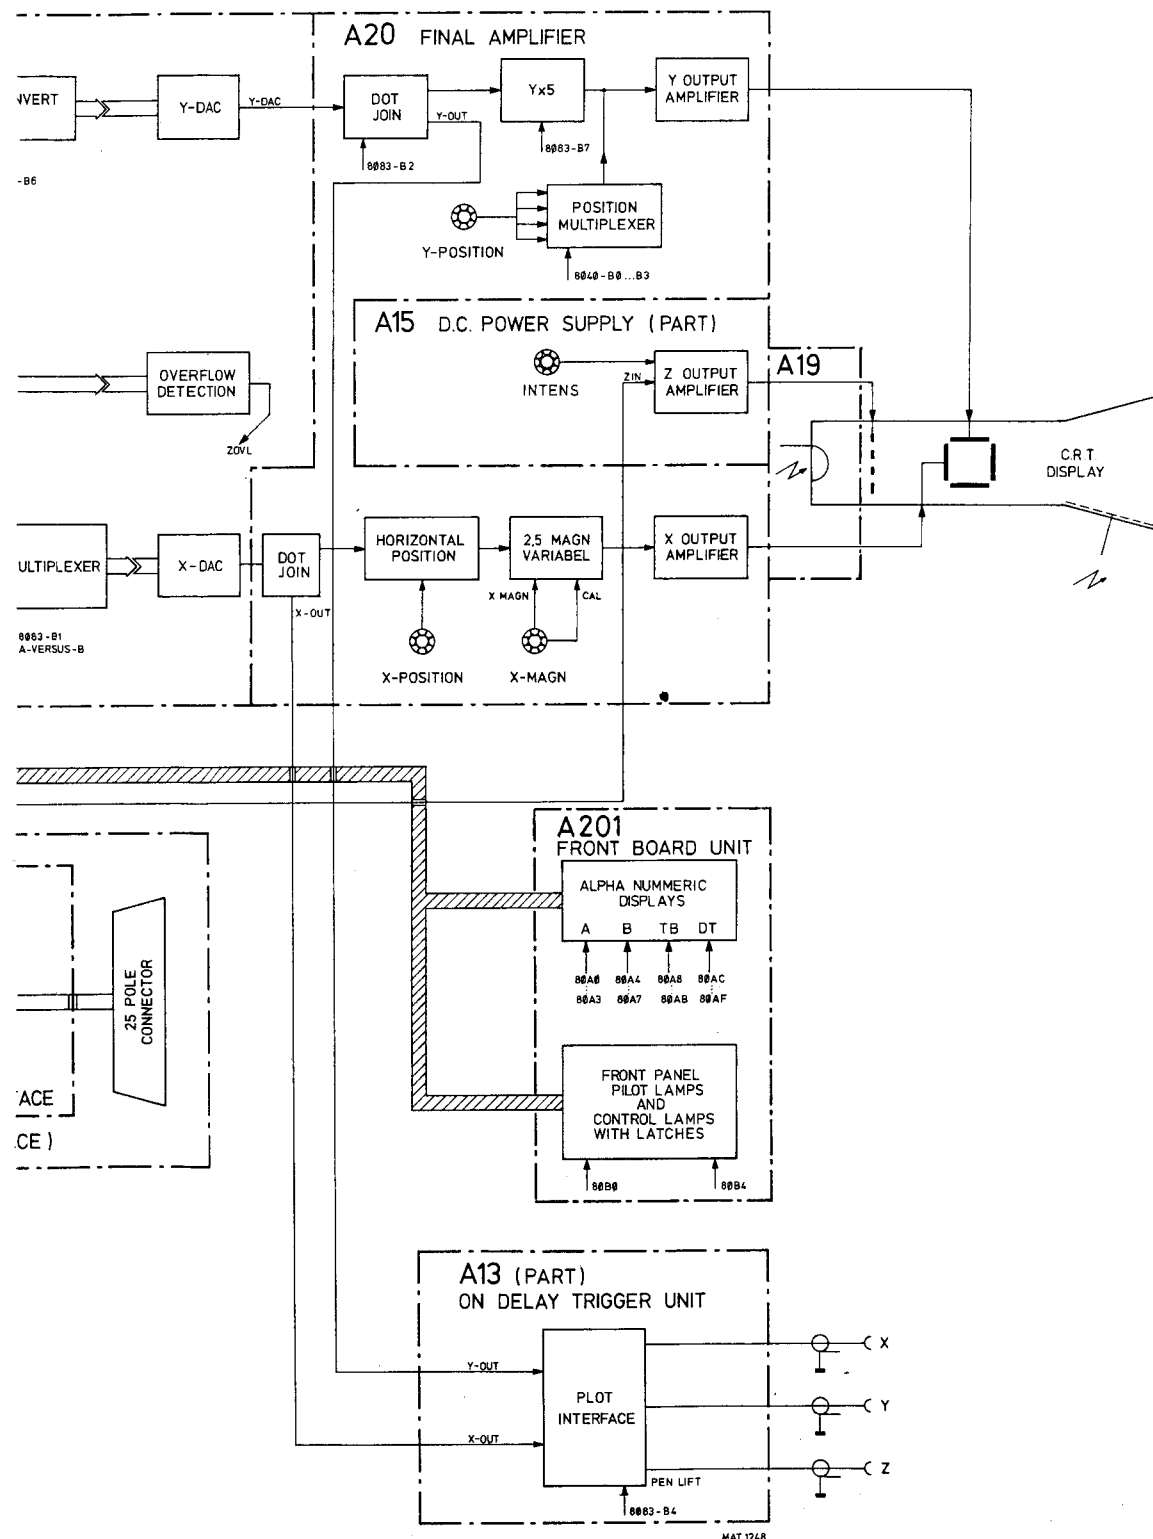 A20 FINAL AMPLIFIER
NVERT
Y-DAC
Y-DAC
DOT
JOIN
Y-OUT
Yx5
Y OUTPUT
AMPLIFIER
8083-B2
8083-B7
-B6
Y-POSITION
POSITION
MULTIPLEXER
8040-B0...B3
A15 D.C. POWER SUPPLY (PART)
INTENS
ZIN
Z OUTPUT
AMPLIFIER
A19
OVERFLOW
DETECTION
ZOVL
C.R.T.
DISPLAY
ULTIPLEXER
X-DAC
DOT
JOIN
X-OUT
HORIZONTAL
POSITION
2,5 MAGN
VARIABEL
X OUTPUT
AMPLIFIER
X MAGN
CAL
8083-B1
A-VERSUS-B
X-POSITION
X-MAGN
A201
FRONT BOARD UNIT
ALPHA NUMMERIC
DISPLAYS
A B TB DT
80A0 80A4 80A8 80AC
80A3 80A7 80AB 80AF
25 POLE
CONNECTOR
FRONT PANEL
PILOT LAMPS
AND
CONTROL LAMPS
WITH LATCHES
80B0
80B4
ACE
CE)
A13 (PART)
ON DELAY TRIGGER UNIT
Y-OUT
X-OUT
PLOT
INTERFACE
X
Y
Z
PEN LIFT
8083-B4
MAT 1248